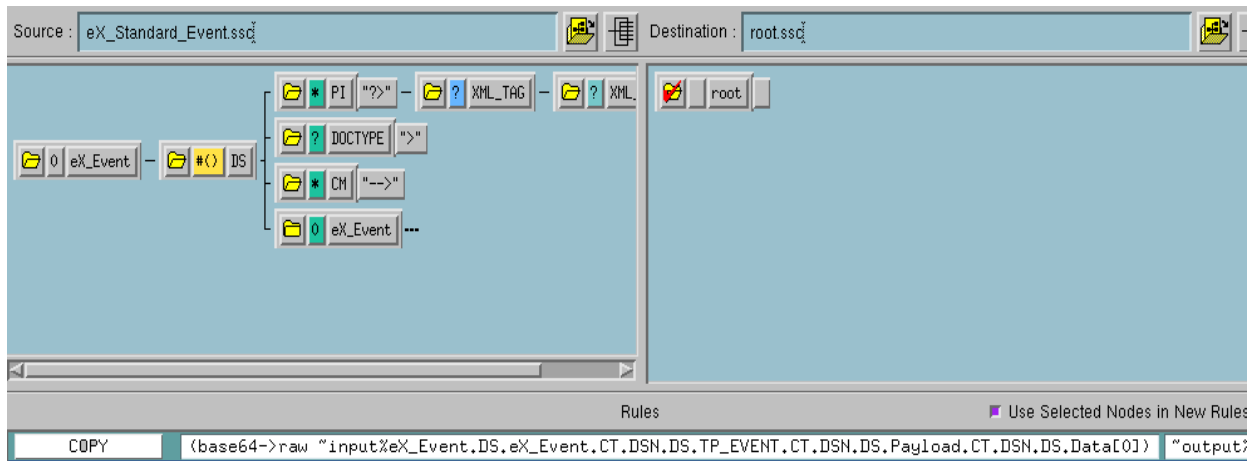 Source : eX_Standard_Event.ssc Destination : root.ssc
* PI "?>" ? XML_TAG ? XML_ root
? DOCTYPE ">"
0 eX_Event #() DS
* CM "-->"
0 eX_Event
Rules Use Selected Nodes in New Rules
COPY (base64->raw ~input%eX_Event.DS.eX_Event.CT.DSN.DS.TP_EVENT.CT.DSN.DS.Payload.CT.DSN.DS.Data[0]) ~output%